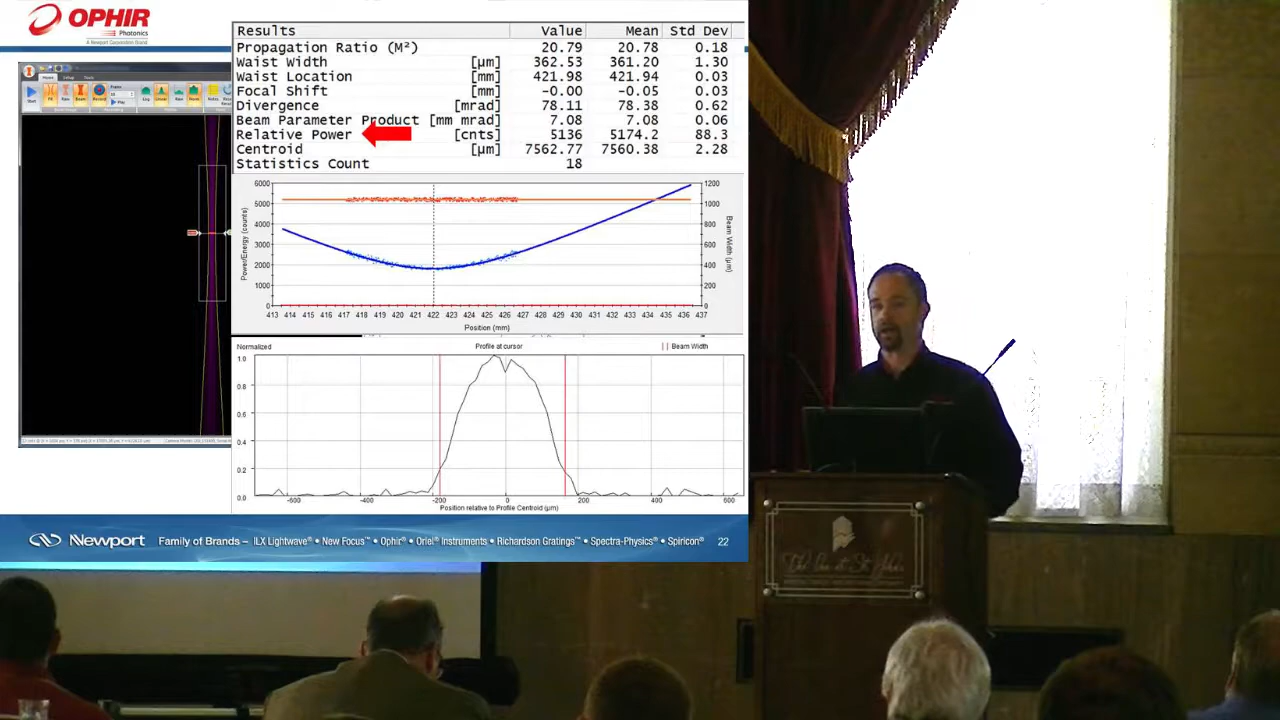 OPHIR
Photonics
A Newport Corporation Brand
Results Value Mean Std Dev
Propagation Ratio (M²) 20.79 20.78 0.18
Waist Width [µm] 362.53 361.20 1.30
Waist Location [mm] 421.98 421.94 0.03
Focal Shift [mm] -0.00 -0.05 0.03
Divergence [mrad] 78.11 78.38 0.62
Beam Parameter Product [mm mrad] 7.08 7.08 0.06
Relative Power [cnts] 5136 5174.2 88.3
Centroid [µm] 7562.77 7560.38 2.28
Statistics Count 18
6000 1200
5000 1000
4000 800
3000 600
2000 400
1000 200
0 0
Power/Energy (counts)
Beam Width (µm)
413 414 415 416 417 418 419 420 421 422 423 424 425 426 427 428 429 430 431 432 433 434 435 436 437
Position (mm)
Normalized Profile at cursor Beam Width
1.0
0.8
0.6
0.4
0.2
0.0
-600 -400 -200 0 200 400 600
Position relative to Profile Centroid (µm)
Newport Family of Brands – ILX Lightwave® • New Focus™ • Ophir® • Oriel® Instruments • Richardson Gratings™ • Spectra-Physics® • Spiricon® 22
The Inn at St. Johns